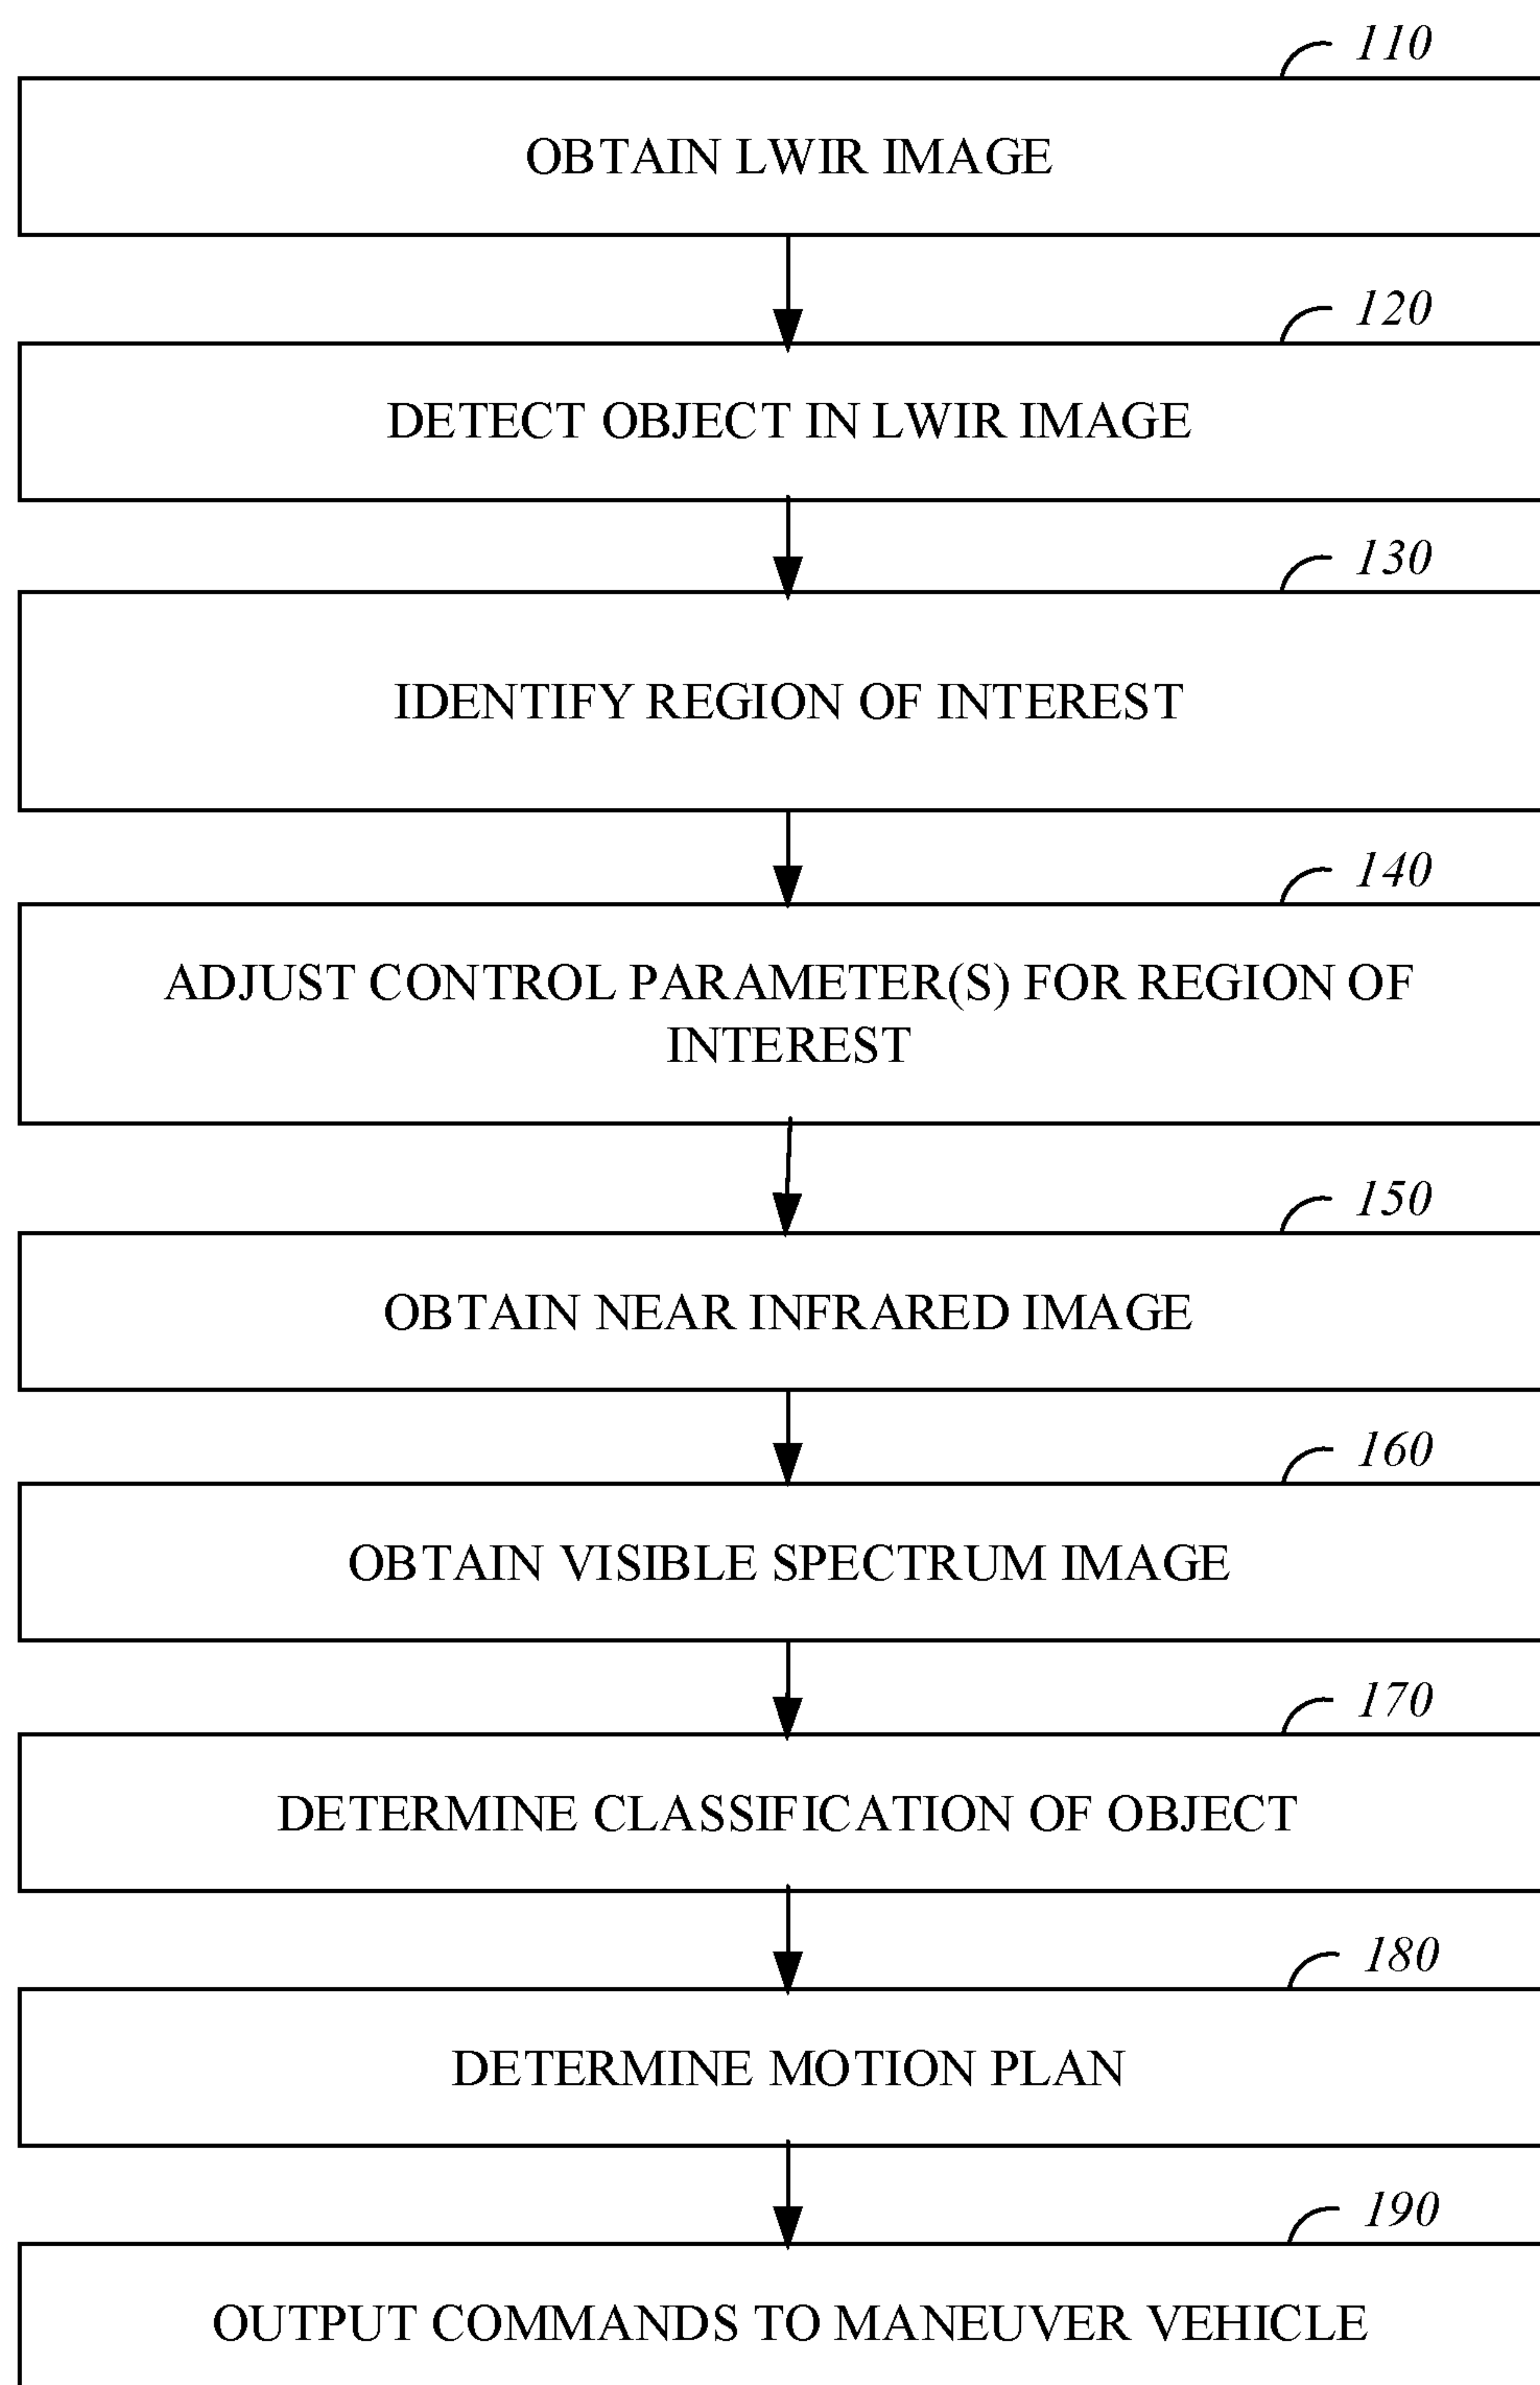 110
OBTAIN LWIR IMAGE
120
DETECT OBJECT IN LWIR IMAGE
130
IDENTIFY REGION OF INTEREST
140
ADJUST CONTROL PARAMETER(S) FOR REGION OF
INTEREST
150
OBTAIN NEAR INFRARED IMAGE
160
OBTAIN VISIBLE SPECTRUM IMAGE
170
DETERMINE CLASSIFICATION OF OBJECT
180
DETERMINE MOTION PLAN
190
OUTPUT COMMANDS TO MANEUVER VEHICLE